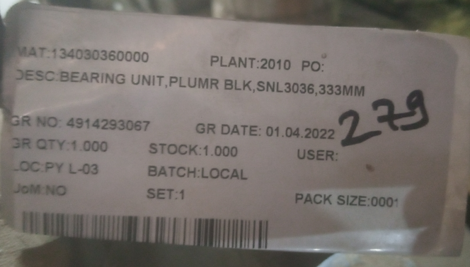 MAT:134030360000 PLANT:2010 PO:
DESC:BEARING UNIT,PLUMR BLK,SNL3036,333MM
GR NO: 4914293067 GR DATE: 01.04.2022
279
GR QTY:1.000 STOCK:1.000 USER:
LOC:PY L-03 BATCH:LOCAL
UoM:NO SET:1 PACK SIZE:0001